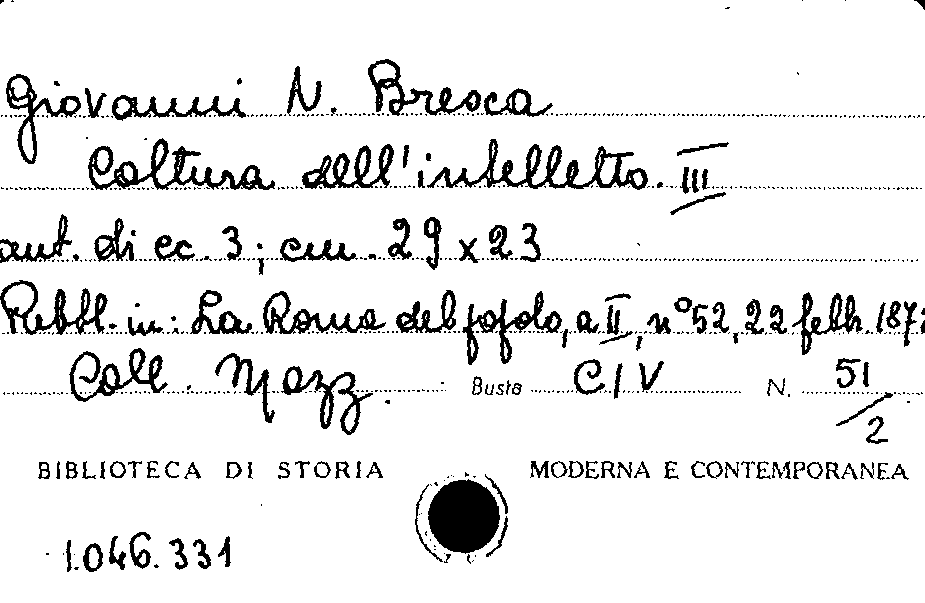 Giovanni N. Bresca
Coltura dell'intelletto. III
aut. di cc. 3; cm. 29 x 23
Pubbl. in: La Roma del popolo, a II, n° 52, 22 febb. 187
Coll. Mazz. Busta C/V N. 51/2
BIBLIOTECA DI STORIA MODERNA E CONTEMPORANEA
1.046.331